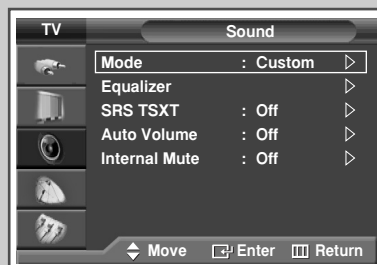 TV
Sound
Mode : Custom
Equalizer
SRS TSXT : Off
Auto Volume : Off
Internal Mute : Off
Move Enter Return